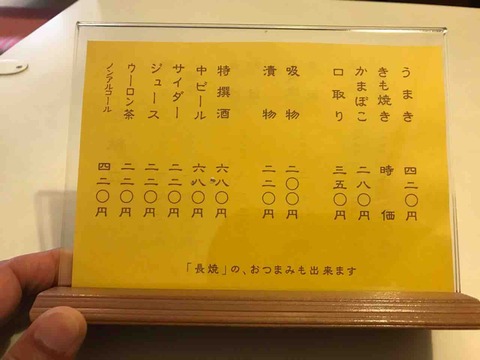 うまき 四二〇円
きも焼き 時価
かまぼこ 二八〇円
口取り 三五〇円
吸物 二〇〇円
漬物 二二〇円
特撰酒 六八〇円
中ビール 六八〇円
サイダー 二二〇円
ジュース 二二〇円
ウーロン茶 二二〇円
ノンアルコール 四二〇円
「長焼」の、おつまみも出来ます